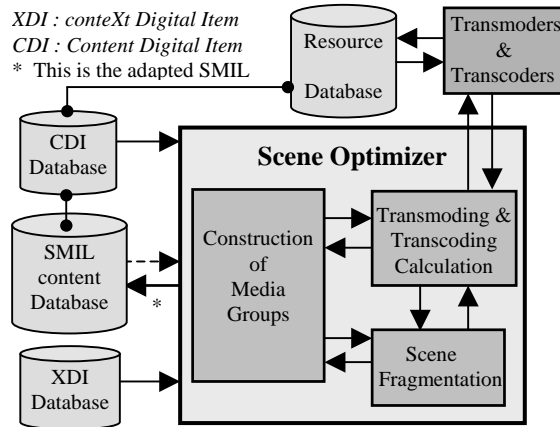 XDI : conteXt Digital Item
CDI : Content Digital Item
* This is the adapted SMIL
Resource
Database
Transmoders
&
Transcoders
CDI
Database
Scene Optimizer
SMIL
content
Database
*
Construction
of
Media
Groups
Transmoding &
Transcoding
Calculation
Scene
Fragmentation
XDI
Database